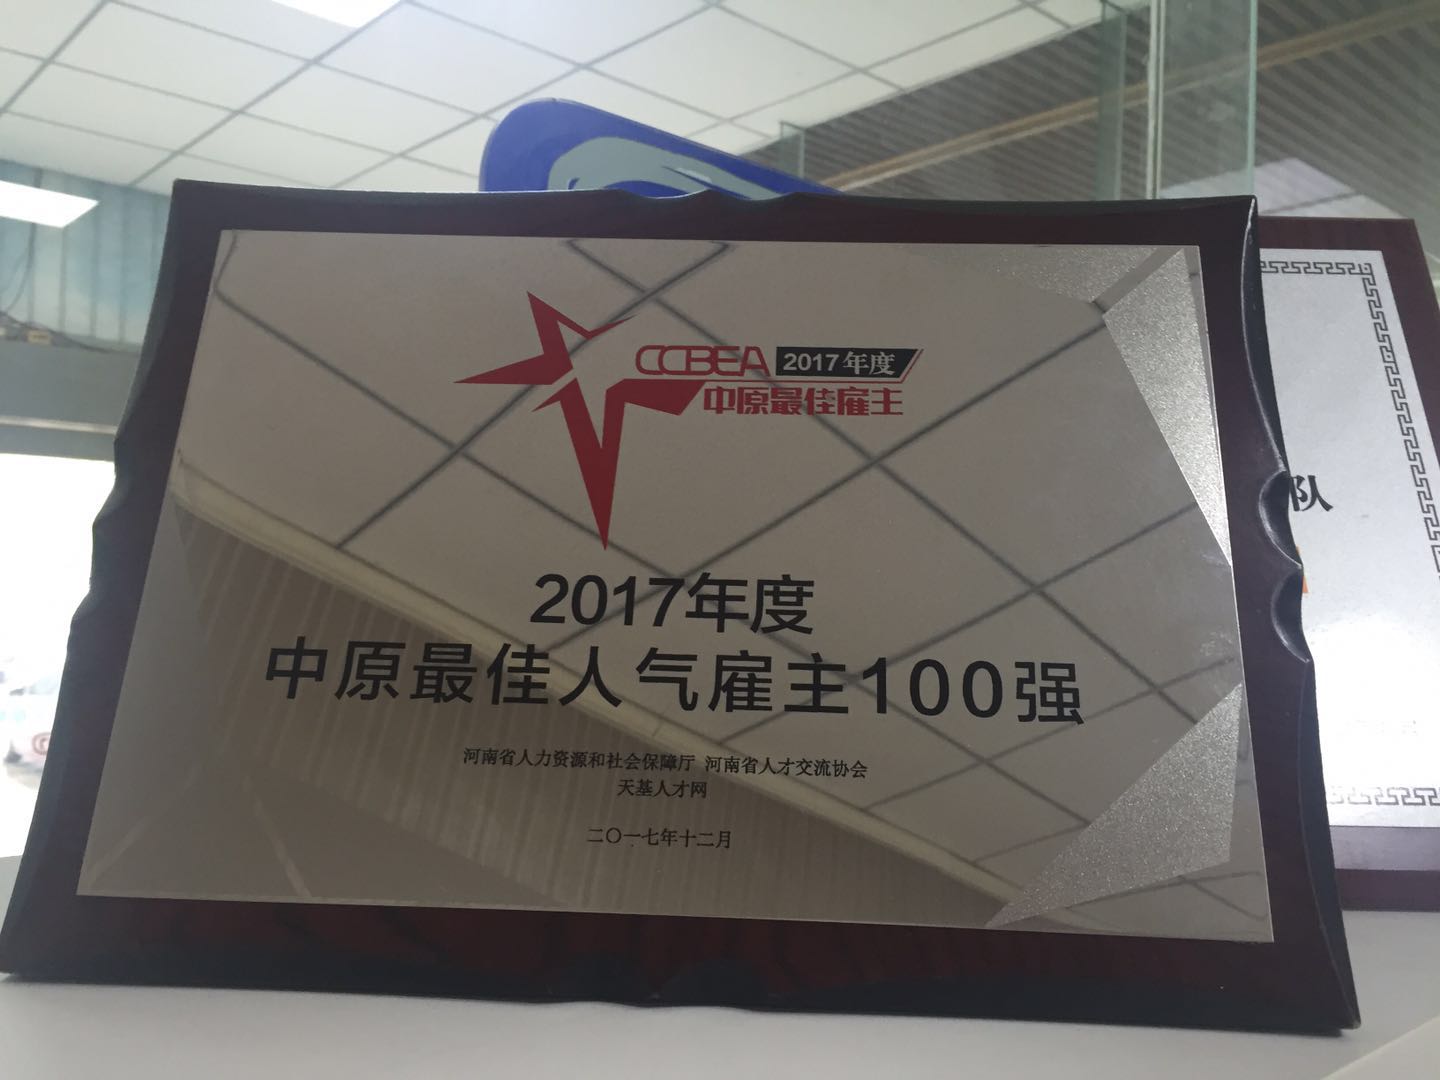 CCBEA 2017年度
中原最佳雇主
2017年度
中原最佳人气雇主100强
河南省人力资源和社会保障厅 河南省人才交流协会
天基人才网
二〇一七年十二月
队